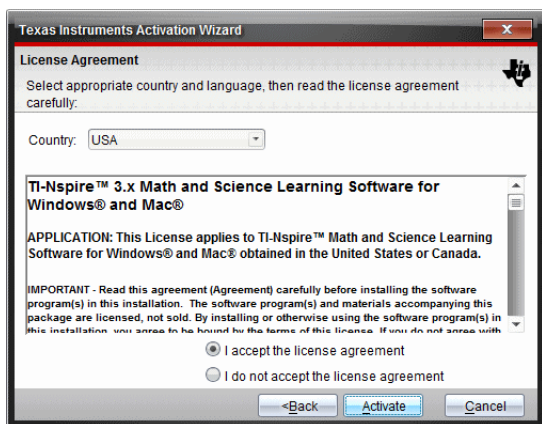 Texas Instruments Activation Wizard
License Agreement
Select appropriate country and language, then read the license agreement
carefully:
Country: USA
TI-Nspire™ 3.x Math and Science Learning Software for
Windows® and Mac®
APPLICATION: This License applies to TI-Nspire™ Math and Science Learning
Software for Windows® and Mac® obtained in the United States or Canada.
IMPORTANT - Read this agreement (Agreement) carefully before installing the software
program(s) in this installation. The software program(s) and materials accompanying this
package are licensed, not sold. By installing or otherwise using the software program(s) in
this installation, you agree to be bound by the terms of this license. If you do not agree with
I accept the license agreement
I do not accept the license agreement
<Back Activate Cancel